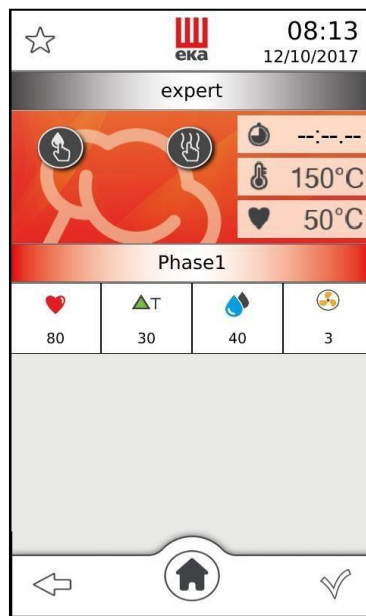 08:13
eka
12/10/2017
expert
--:--.--
150°C
50°C
Phase1
T
80
30
40
3